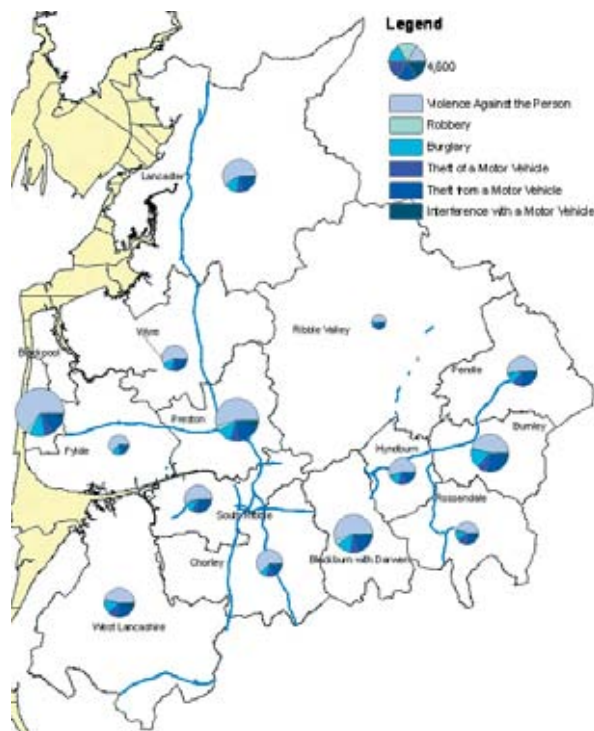 Legend
4,600
Violence Against the Person
Robbery
Burglary
Theft of a Motor Vehicle
Theft from a Motor Vehicle
Interference with a Motor Vehicle
Lancaster
Wyre
Ribble Valley
Blackpool
Pendle
Preston
Burnley
Fylde
Hyndburn
Rossendale
South Ribble
Chorley
Blackburn with Darwen
West Lancashire